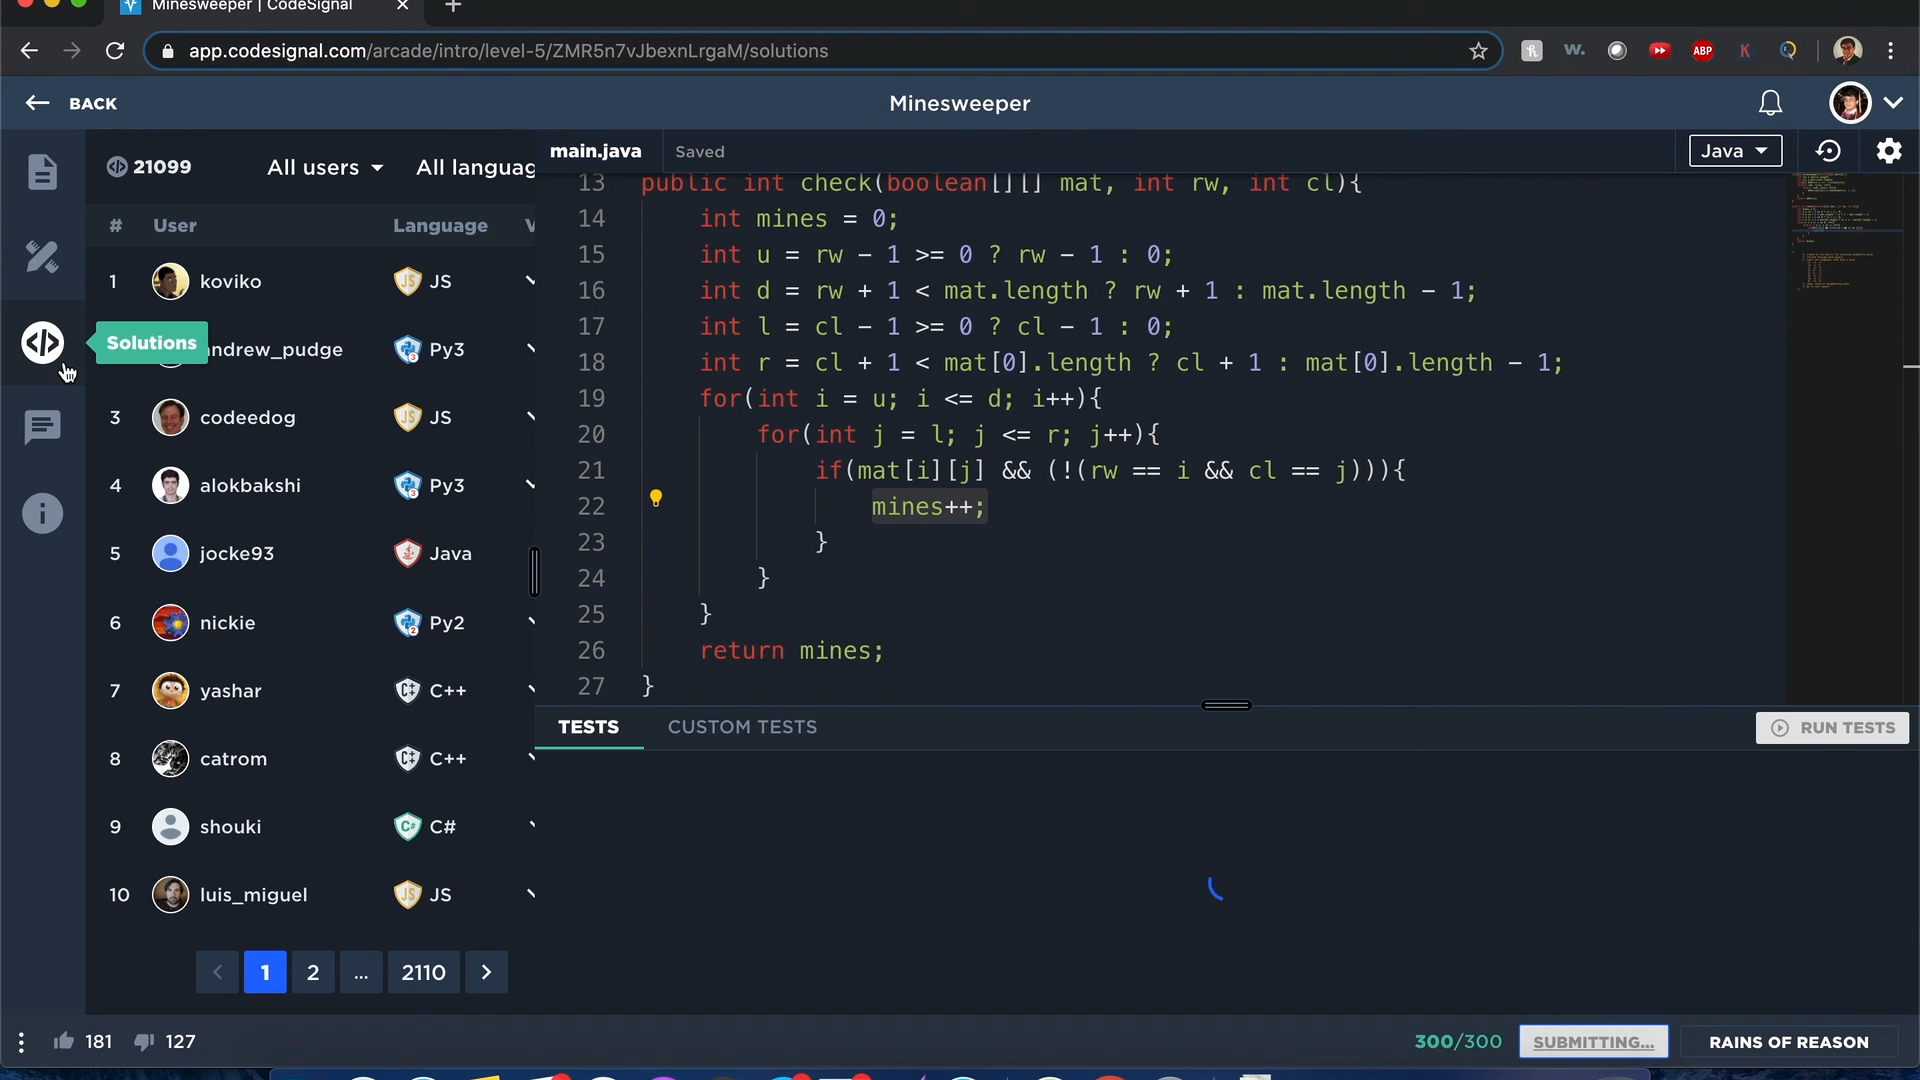 Minesweeper | CodeSignal
app.codesignal.com/arcade/intro/level-5/ZMR5n7vJbexnLrgaM/solutions
W.
ABP
K
BACK
Minesweeper
21099
All users
All languag
main.java
Saved
Java
# User Language V
1 koviko JS
Solutions
andrew_pudge Py3
3 codeedog JS
4 alokbakshi Py3
5 jocke93 Java
6 nickie Py2
7 yashar C++
8 catrom C++
9 shouki C#
10 luis_miguel JS
< 1 2 ... 2110 >
13 public int check(boolean[][] mat, int rw, int cl){
14 int mines = 0;
15 int u = rw - 1 >= 0 ? rw - 1 : 0;
16 int d = rw + 1 < mat.length ? rw + 1 : mat.length - 1;
17 int l = cl - 1 >= 0 ? cl - 1 : 0;
18 int r = cl + 1 < mat[0].length ? cl + 1 : mat[0].length - 1;
19 for(int i = u; i <= d; i++){
20 for(int j = l; j <= r; j++){
21 if(mat[i][j] && (!(rw == i && cl == j))){
22 mines++;
23 }
24 }
25 }
26 return mines;
27 }
TESTS
CUSTOM TESTS
RUN TESTS
181
127
300/300
SUBMITTING...
RAINS OF REASON